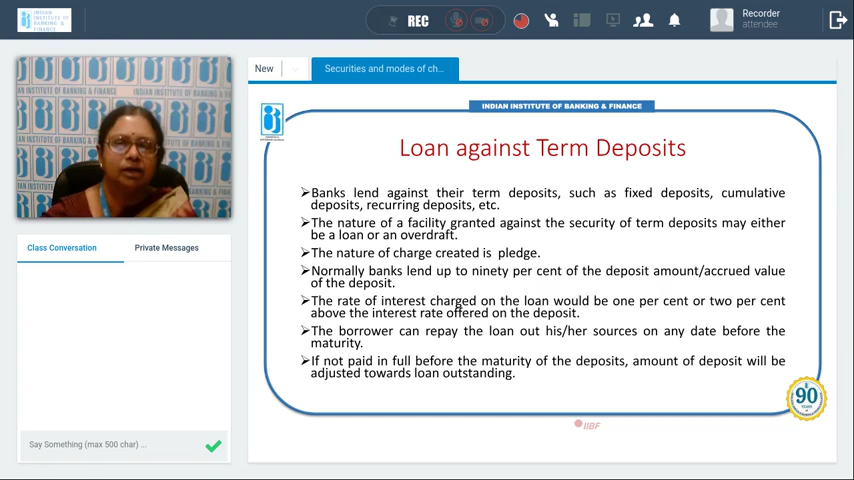 INDIAN
INSTITUTE OF
BANKING &
FINANCE
REC
Recorder
attendee
New
Securities and modes of ch...
INDIAN INSTITUTE OF BANKING & FINANCE
Loan against Term Deposits
➢Banks lend against their term deposits, such as fixed deposits, cumulative
deposits, recurring deposits, etc.
➢The nature of a facility granted against the security of term deposits may either
be a loan or an overdraft.
➢The nature of charge created is pledge.
➢Normally banks lend up to ninety per cent of the deposit amount/accrued value
of the deposit.
➢The rate of interest charged on the loan would be one per cent or two per cent
above the interest rate offered on the deposit.
➢The borrower can repay the loan out his/her sources on any date before the
maturity.
➢If not paid in full before the maturity of the deposits, amount of deposit will be
adjusted towards loan outstanding.
90
YEARS
IIBF
Class Conversation
Private Messages
Say Something (max 500 char) ...